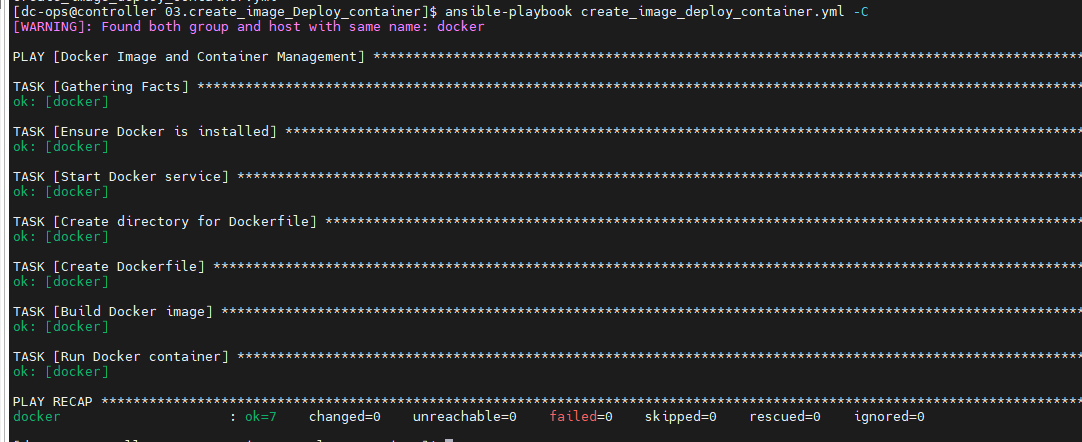 [dc-ops@controller 03.create_image_Deploy_container]$ ansible-playbook create_image_deploy_container.yml -C
[WARNING]: Found both group and host with same name: docker
PLAY [Docker Image and Container Management] ******************************************************************************************
TASK [Gathering Facts] ****************************************************************************************************************
ok: [docker]
TASK [Ensure Docker is installed] *****************************************************************************************************
ok: [docker]
TASK [Start Docker service] ***********************************************************************************************************
ok: [docker]
TASK [Create directory for Dockerfile] ************************************************************************************************
ok: [docker]
TASK [Create Dockerfile] **************************************************************************************************************
ok: [docker]
TASK [Build Docker image] *************************************************************************************************************
ok: [docker]
TASK [Run Docker container] ***********************************************************************************************************
ok: [docker]
PLAY RECAP ****************************************************************************************************************************
docker : ok=7 changed=0 unreachable=0 failed=0 skipped=0 rescued=0 ignored=0